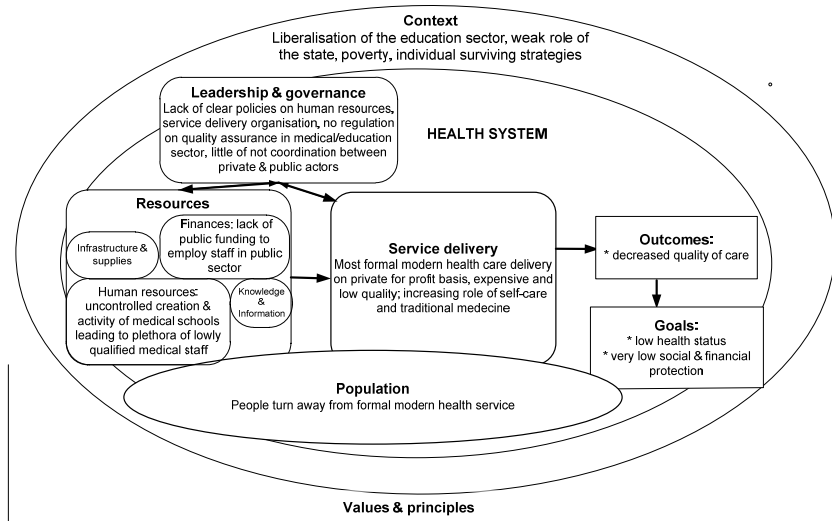 Context
Liberalisation of the education sector, weak role of
the state, poverty, individual surviving strategies
Leadership & governance
Lack of clear policies on human resources,
service delivery organisation, no regulation
on quality assurance in medical/education
sector, little of not coordination between
private & public actors
HEALTH SYSTEM
Resources
Infrastructure &
supplies
Finances: lack of
public funding to
employ staff in public
sector
Human resources:
uncontrolled creation &
activity of medical schools
leading to plethora of lowly
qualified medical staff
Knowledge
&
Information
Service delivery
Most formal modern health care delivery
on private for profit basis, expensive and
low quality; increasing role of self-care
and traditional medecine
Outcomes:
* decreased quality of care
Goals:
* low health status
* very low social & financial
protection
Population
People turn away from formal modern health service
Values & principles